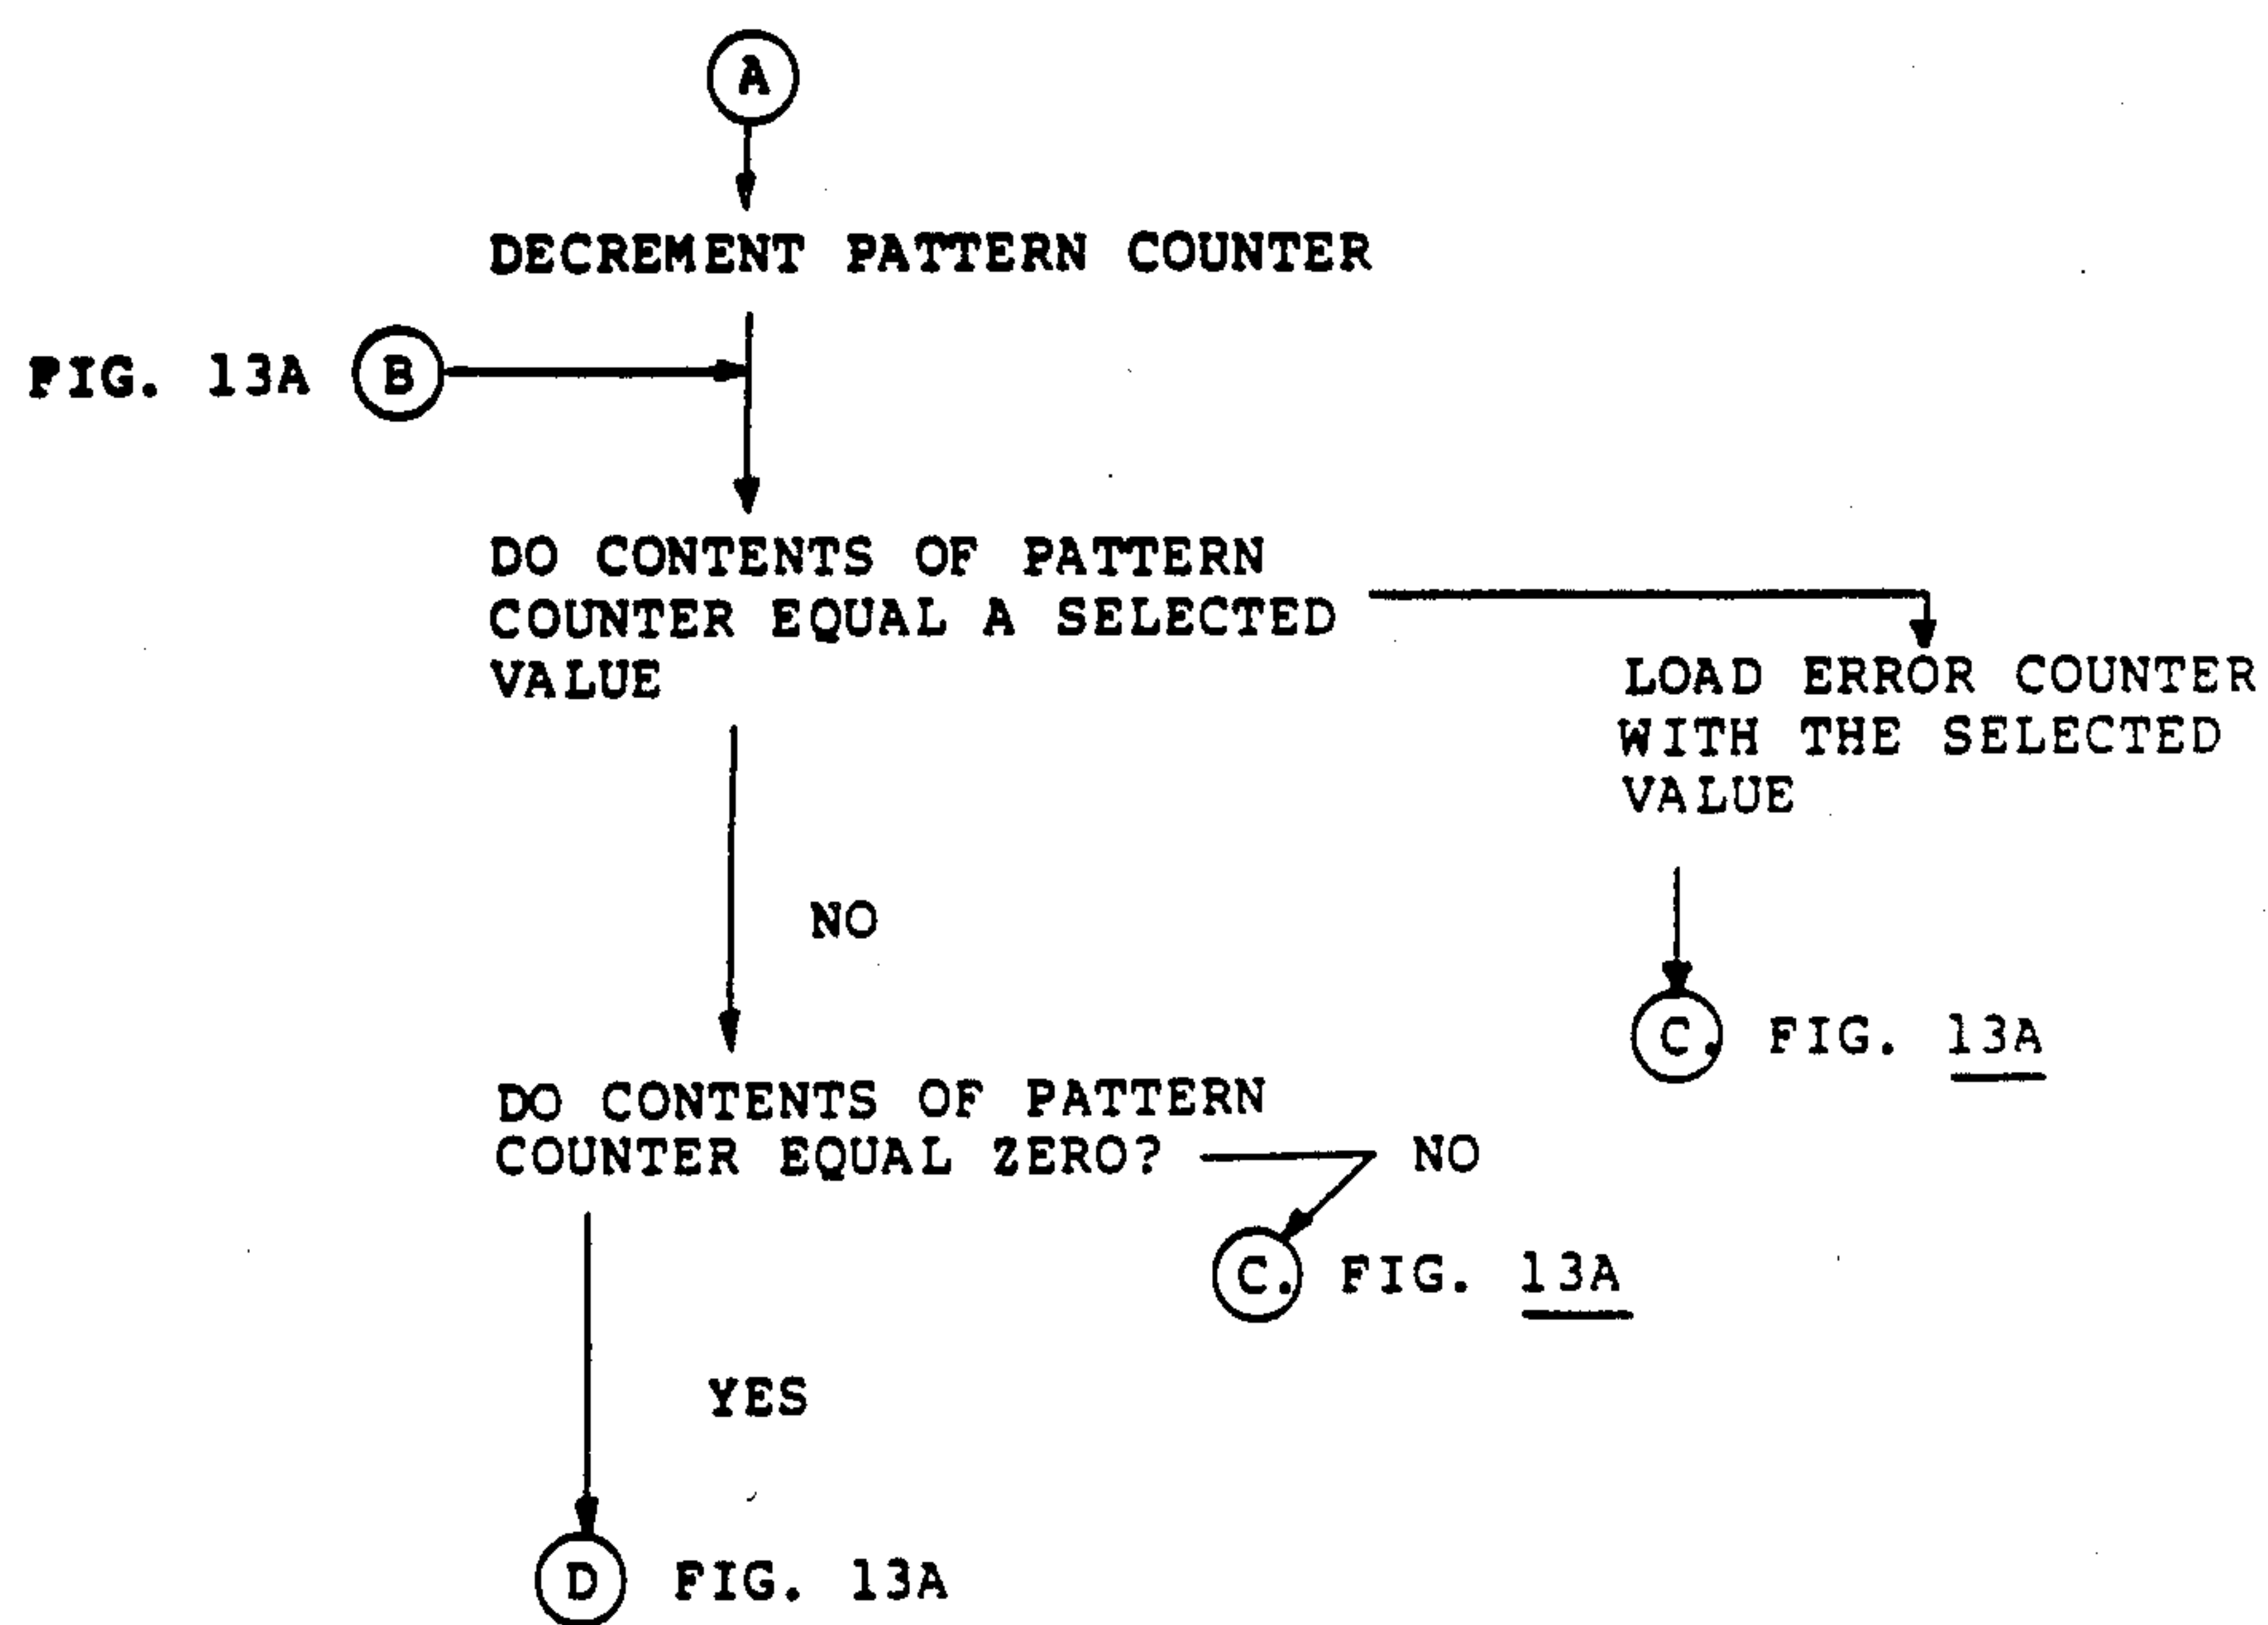 A
DECREMENT PATTERN COUNTER
FIG. 13A B
DO CONTENTS OF PATTERN
COUNTER EQUAL A SELECTED
VALUE
LOAD ERROR COUNTER
WITH THE SELECTED
VALUE
NO
C. FIG. 13A
DO CONTENTS OF PATTERN
COUNTER EQUAL ZERO?
NO
C. FIG. 13A
YES
D FIG. 13A